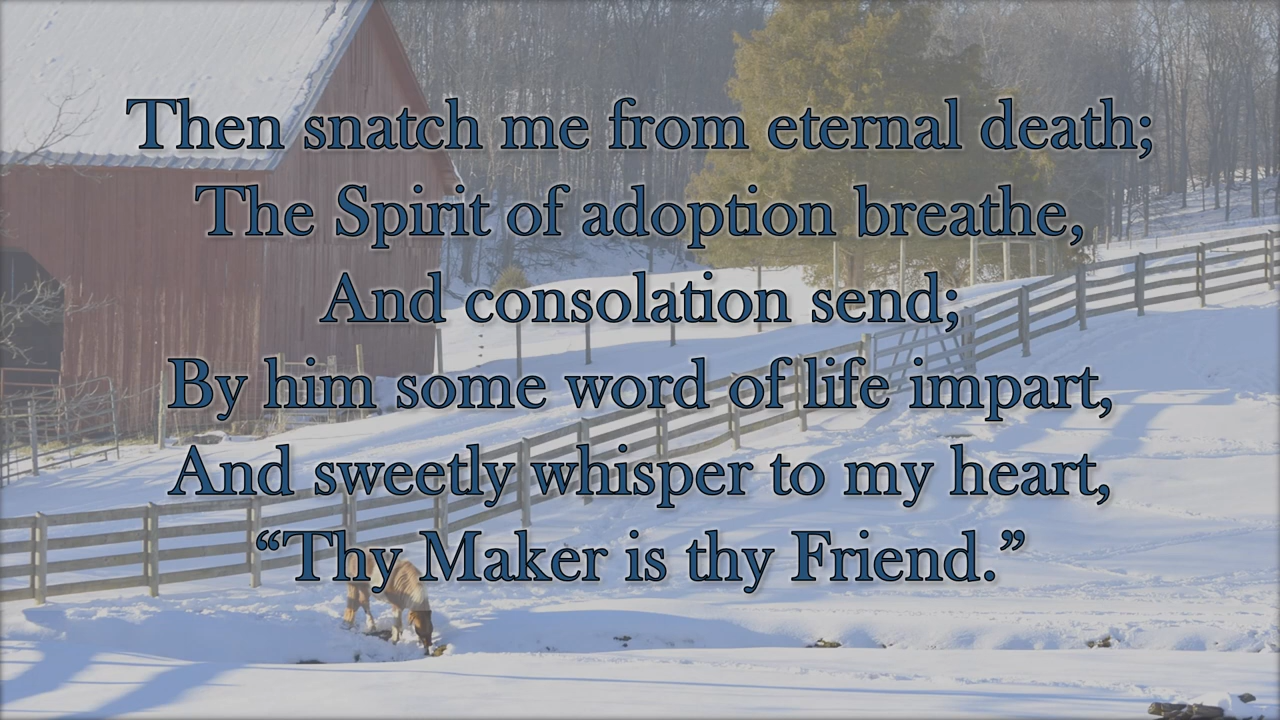 Then snatch me from eternal death;
The Spirit of adoption breathe,
And consolation send;
By him some word of life impart,
And sweetly whisper to my heart,
“Thy Maker is thy Friend.”